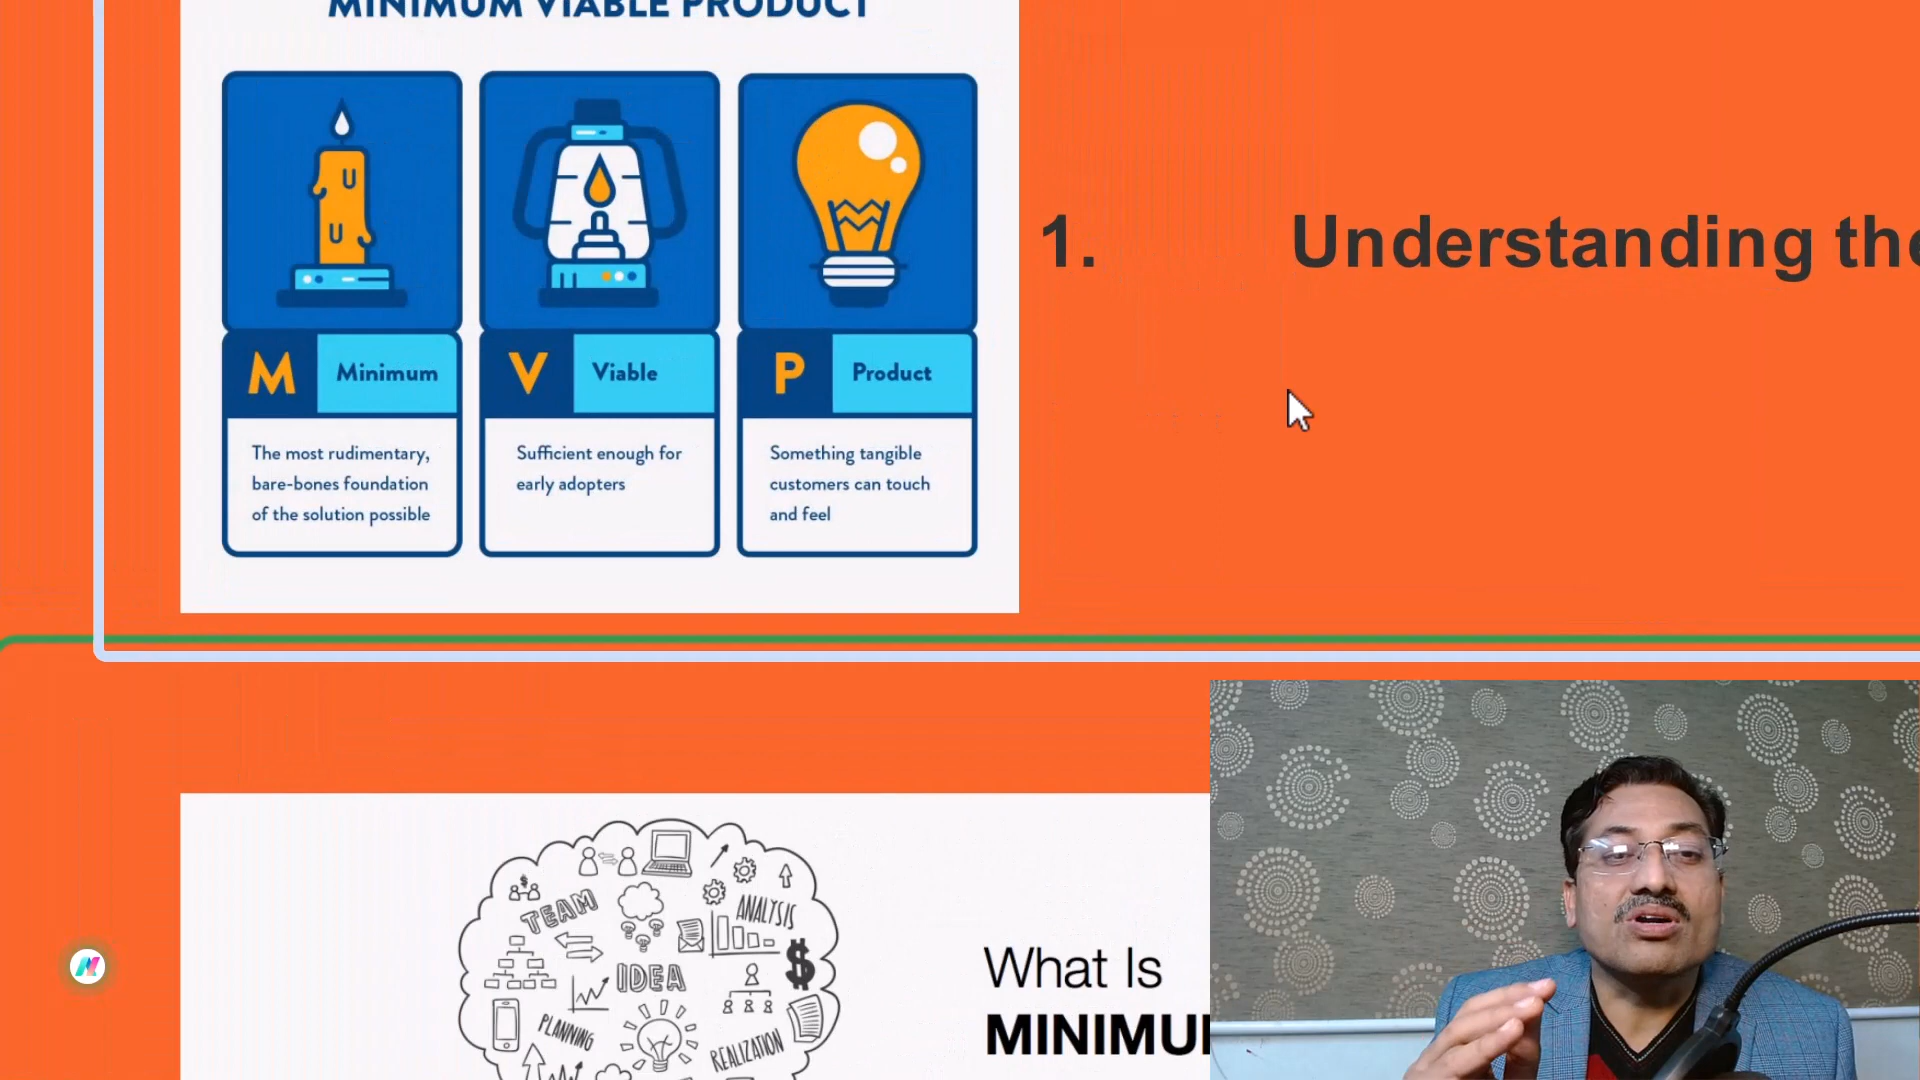 MINIMUM VIABLE PRODUCT
M Minimum
The most rudimentary,
bare-bones foundation
of the solution possible
V Viable
Sufficient enough for
early adopters
P Product
Something tangible
customers can touch
and feel
1. Understanding the
TEAM
ANALYSIS
IDEA
$
PLANNING
REALIZATION
What Is
MINIMU